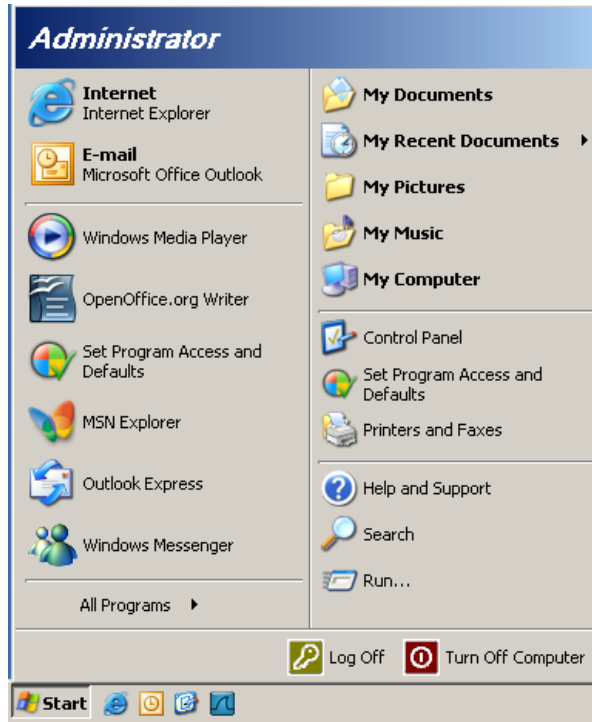 Administrator
Internet
Internet Explorer
E-mail
Microsoft Office Outlook
Windows Media Player
OpenOffice.org Writer
Set Program Access and
Defaults
MSN Explorer
Outlook Express
Windows Messenger
All Programs
My Documents
My Recent Documents
My Pictures
My Music
My Computer
Control Panel
Set Program Access and
Defaults
Printers and Faxes
Help and Support
Search
Run...
Log Off
Turn Off Computer
Start